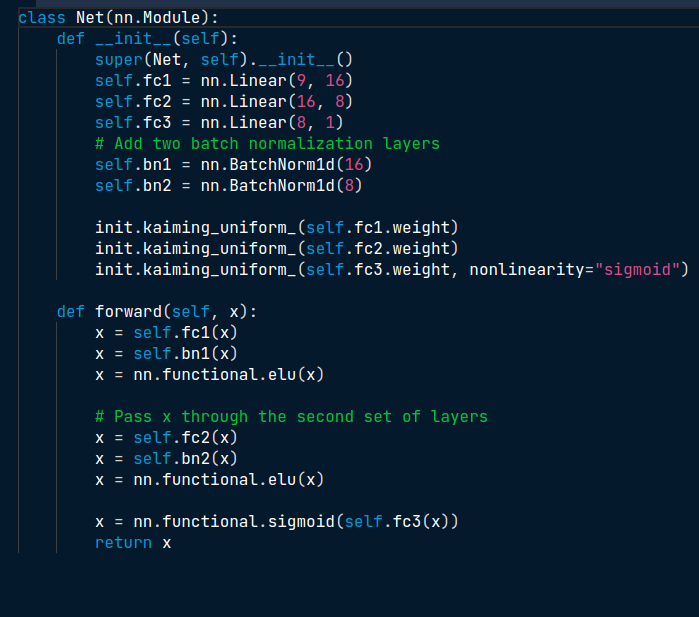 class Net(nn.Module):
    def __init__(self):
        super(Net, self).__init__()
        self.fc1 = nn.Linear(9, 16)
        self.fc2 = nn.Linear(16, 8)
        self.fc3 = nn.Linear(8, 1)
        # Add two batch normalization layers
        self.bn1 = nn.BatchNorm1d(16)
        self.bn2 = nn.BatchNorm1d(8)

        init.kaiming_uniform_(self.fc1.weight)
        init.kaiming_uniform_(self.fc2.weight)
        init.kaiming_uniform_(self.fc3.weight, nonlinearity="sigmoid")

    def forward(self, x):
        x = self.fc1(x)
        x = self.bn1(x)
        x = nn.functional.elu(x)

        # Pass x through the second set of layers
        x = self.fc2(x)
        x = self.bn2(x)
        x = nn.functional.elu(x)

        x = nn.functional.sigmoid(self.fc3(x))
        return x